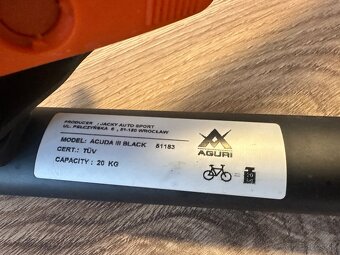 PRODUCER : JACKY AUTO SPORT
UL. PEŁCZYŃSKA 6 , 51-180 WROCŁAW
MODEL: ACUDA III BLACK 51183
CERT.: TÜV
CAPACITY : 20 KG
AGURI